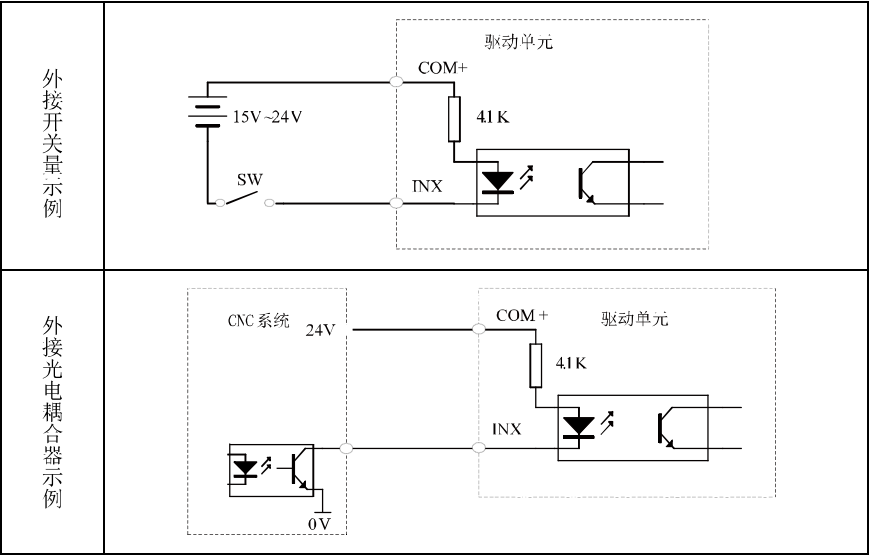 外接开关量示例
驱动单元
COM+
15V~24V
4.1K
SW
INX
外接光电耦合器示例
CNC系统
24V
COM+
驱动单元
4.1K
INX
0V